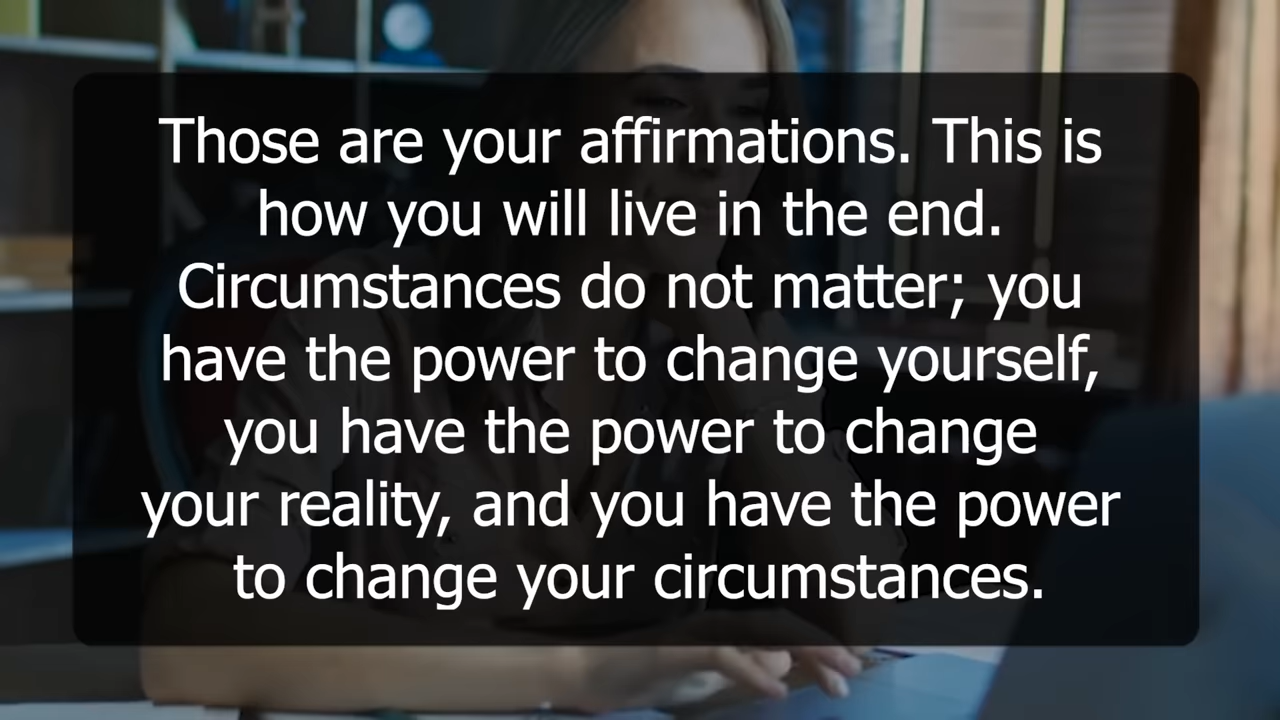 Those are your affirmations. This is
how you will live in the end.
Circumstances do not matter; you
have the power to change yourself,
you have the power to change
your reality, and you have the power
to change your circumstances.